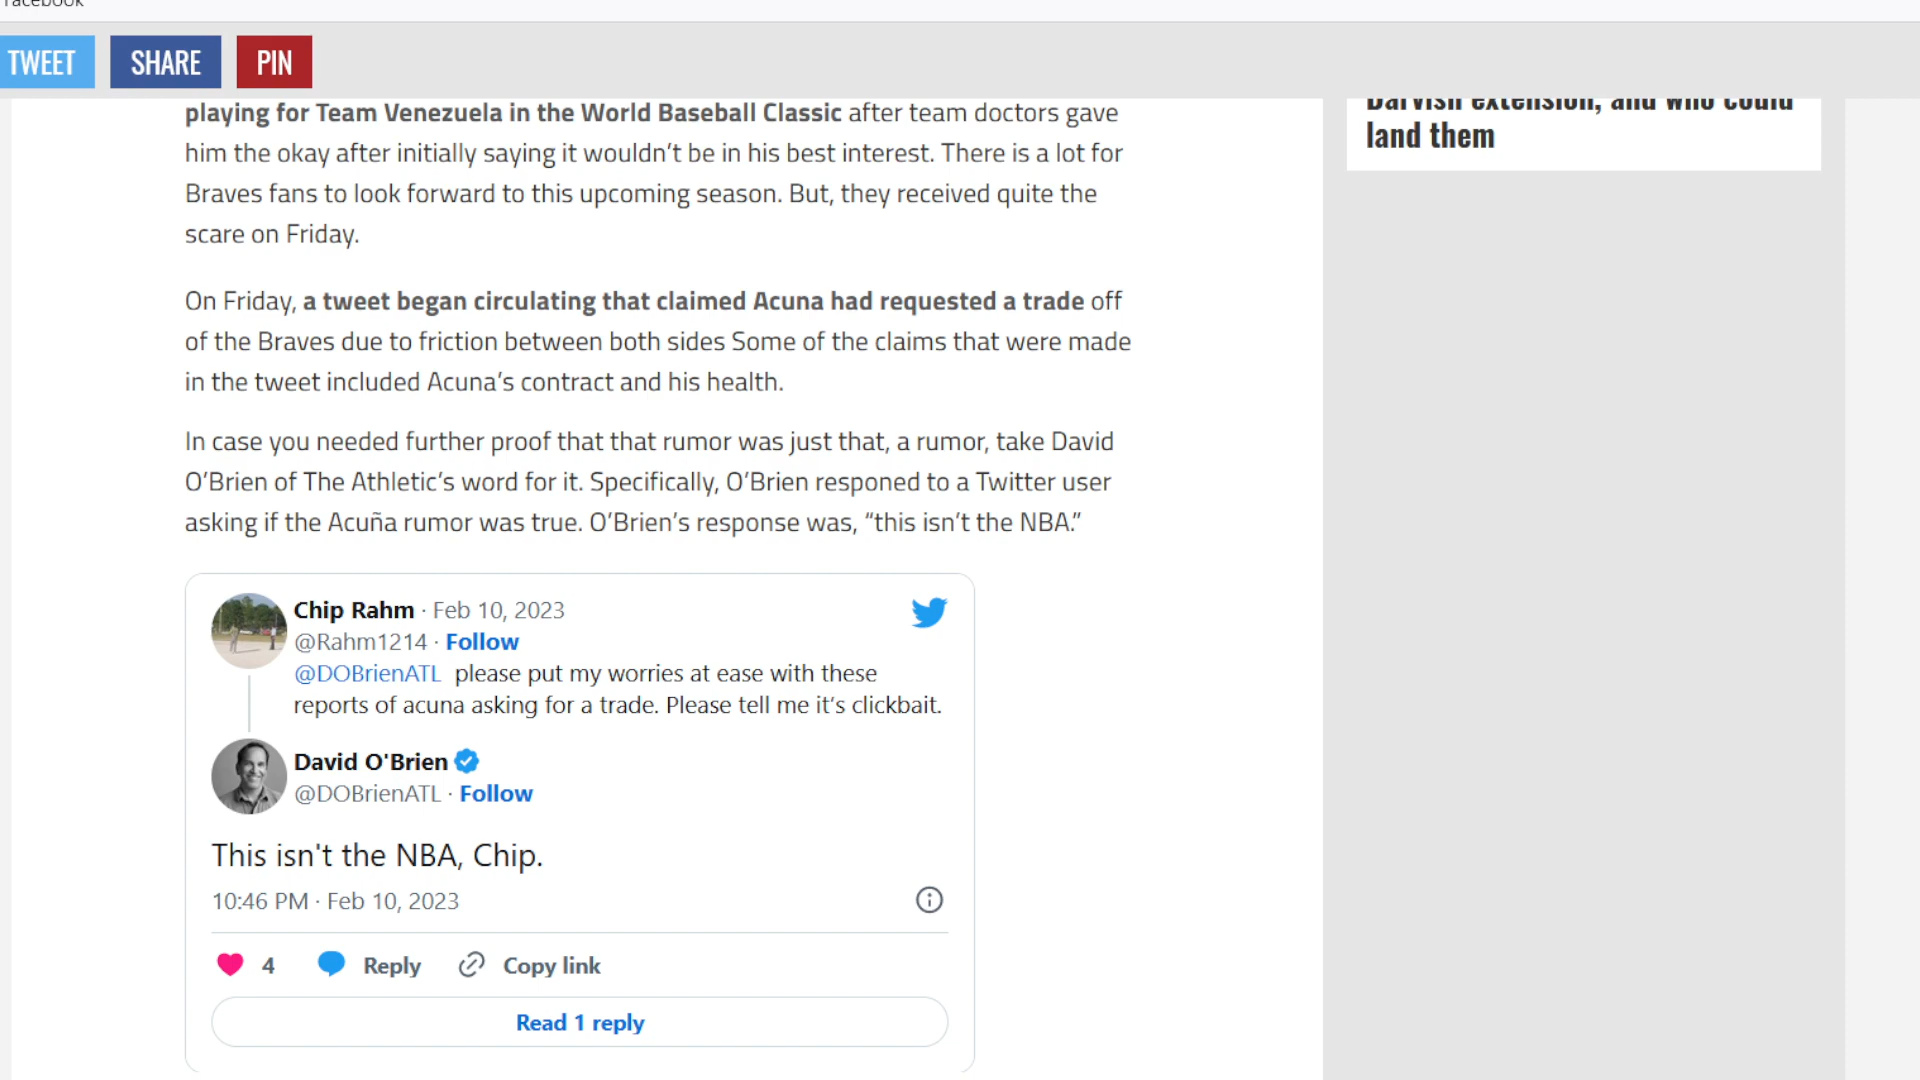 Facebook
TWEET SHARE PIN
playing for Team Venezuela in the World Baseball Classic after team doctors gave
him the okay after initially saying it wouldn’t be in his best interest. There is a lot for
Braves fans to look forward to this upcoming season. But, they received quite the
scare on Friday.
On Friday, a tweet began circulating that claimed Acuna had requested a trade off
of the Braves due to friction between both sides Some of the claims that were made
in the tweet included Acuna’s contract and his health.
In case you needed further proof that that rumor was just that, a rumor, take David
O’Brien of The Athletic’s word for it. Specifically, O’Brien responed to a Twitter user
asking if the Acuña rumor was true. O’Brien’s response was, “this isn’t the NBA.”
Chip Rahm · Feb 10, 2023
@Rahm1214 · Follow
@DOBrienATL please put my worries at ease with these
reports of acuna asking for a trade. Please tell me it’s clickbait.
David O'Brien
@DOBrienATL · Follow
This isn't the NBA, Chip.
10:46 PM · Feb 10, 2023
4 Reply Copy link
Read 1 reply
Darvish extension, and who could
land them